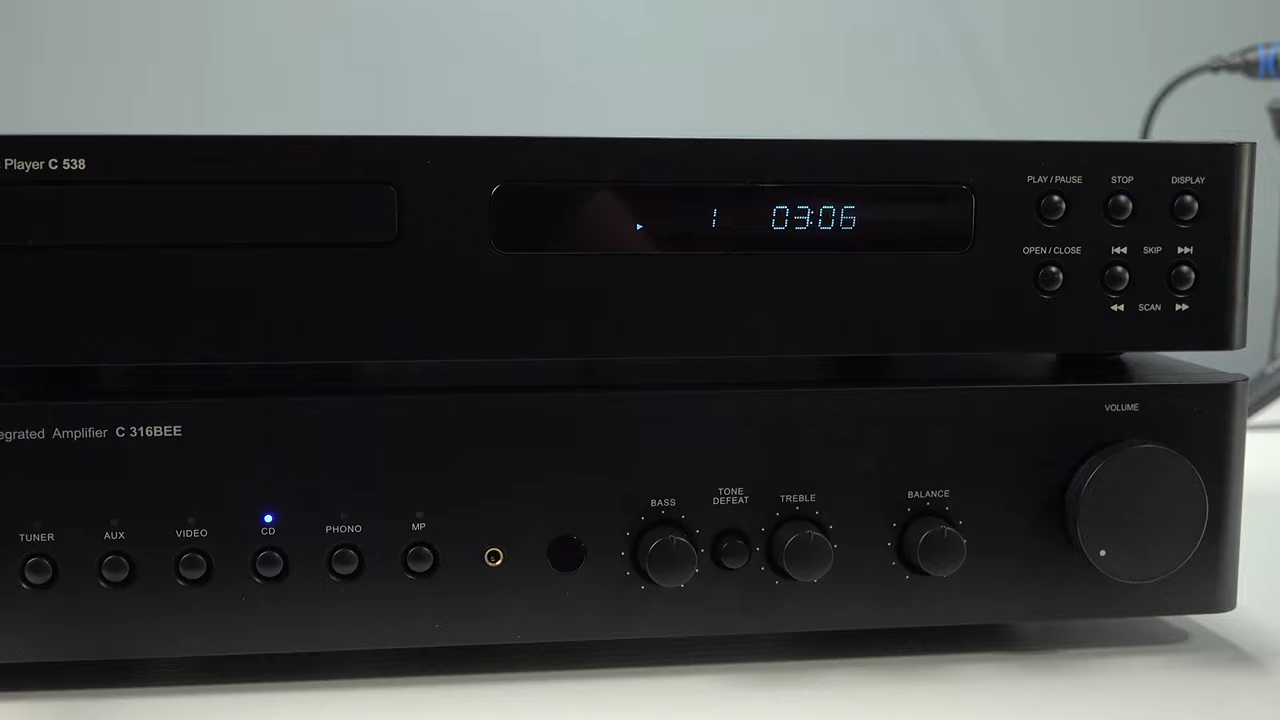 Player C 538
1 03:06
PLAY / PAUSE STOP DISPLAY
OPEN / CLOSE SKIP
SCAN
VOLUME
Amplifier C 316BEE
TUNER AUX VIDEO CD PHONO MP
BASS TONE DEFEAT TREBLE BALANCE